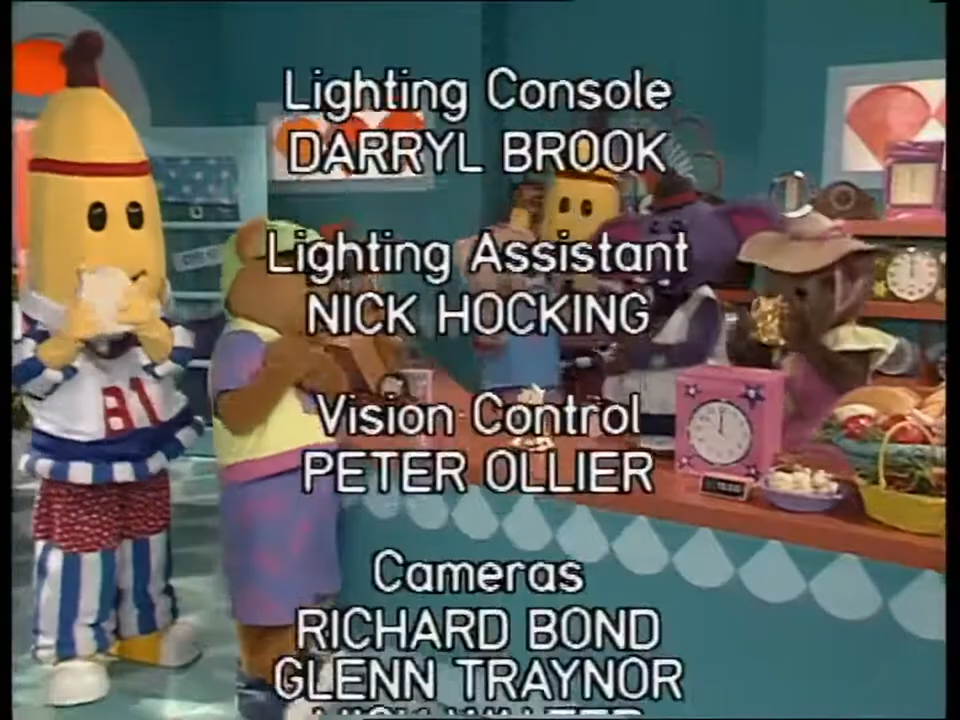 Lighting Console
DARRYL BROOK
Lighting Assistant
NICK HOCKING
Vision Control
PETER OLLIER
Cameras
RICHARD BOND
GLENN TRAYNOR